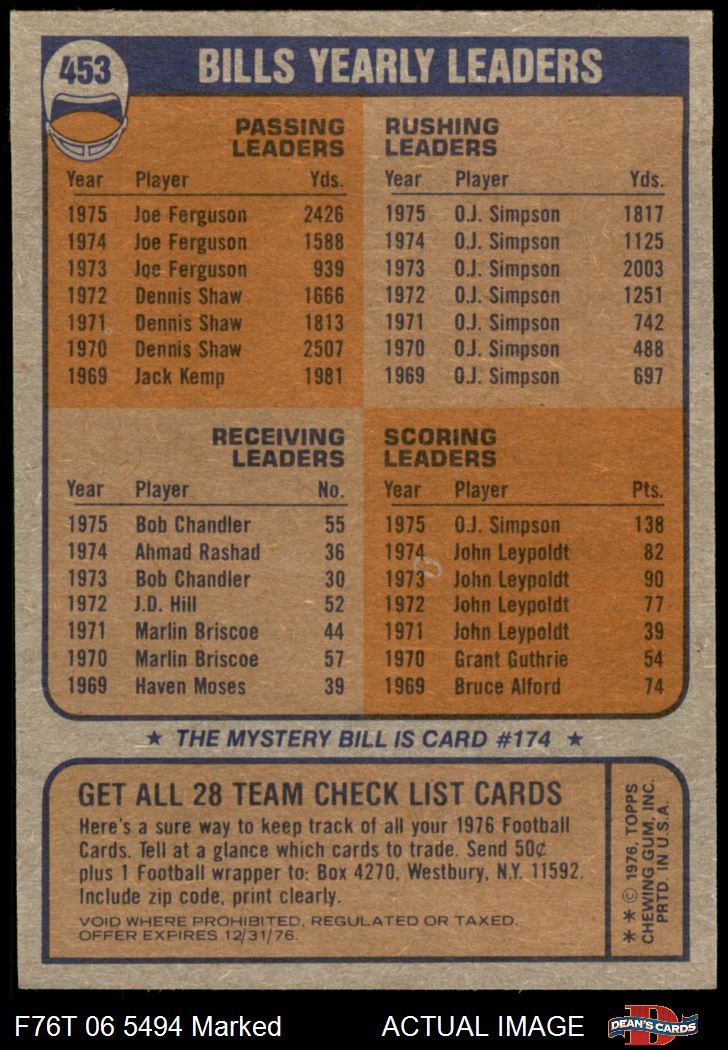 453
BILLS YEARLY LEADERS
PASSING
LEADERS
Year Player Yds.
1975 Joe Ferguson 2426
1974 Joe Ferguson 1588
1973 Joe Ferguson 939
1972 Dennis Shaw 1666
1971 Dennis Shaw 1813
1970 Dennis Shaw 2507
1969 Jack Kemp 1981
RUSHING
LEADERS
Year Player Yds.
1975 O.J. Simpson 1817
1974 O.J. Simpson 1125
1973 O.J. Simpson 2003
1972 O.J. Simpson 1251
1971 O.J. Simpson 742
1970 O.J. Simpson 488
1969 O.J. Simpson 697
RECEIVING
LEADERS
Year Player No.
1975 Bob Chandler 55
1974 Ahmad Rashad 36
1973 Bob Chandler 30
1972 J.D. Hill 52
1971 Marlin Briscoe 44
1970 Marlin Briscoe 57
1969 Haven Moses 39
SCORING
LEADERS
Year Player Pts.
1975 O.J. Simpson 138
1974 John Leypoldt 82
1973 John Leypoldt 90
1972 John Leypoldt 77
1971 John Leypoldt 39
1970 Grant Guthrie 54
1969 Bruce Alford 74
★ THE MYSTERY BILL IS CARD #174 ★
GET ALL 28 TEAM CHECK LIST CARDS
Here's a sure way to keep track of all your 1976 Football
Cards. Tell at a glance which cards to trade. Send 50¢
plus 1 Football wrapper to: Box 4270, Westbury, N.Y. 11592.
Include zip code, print clearly.
VOID WHERE PROHIBITED, REGULATED OR TAXED.
OFFER EXPIRES 12/31/76.
** © 1976, TOPPS
CHEWING GUM, INC.
PRTD. IN U.S.A.
F76T 06 5494 Marked
ACTUAL IMAGE
D
DEAN'S CARDS